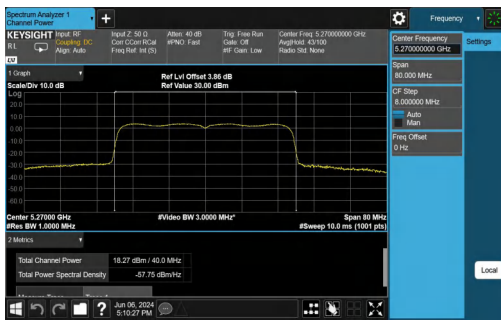 Spectrum Analyzer 1
Channel Power
Frequency
KEYSIGHT
Input: RF
Coupling: DC
Align: Auto
Input Z: 50 Ω
Corr CCorr RCal
Freq Ref: Int (S)
Atten: 40 dB
#PNO: Fast
Trig: Free Run
Gate: Off
#IF Gain: Low
Center Freq: 5.270000000 GHz
Avg|Hold: 43/100
Radio Std: None
RL
LXI
Center Frequency
5.270000000 GHz
Settings
Span
80.000 MHz
CF Step
8.000000 MHz
Auto
Man
Freq Offset
0 Hz
1 Graph
Scale/Div 10.0 dB
Ref Lvl Offset 3.86 dB
Ref Value 30.00 dBm
Log
20.0
10.0
0.00
-10.0
-20.0
-30.0
-40.0
-50.0
-60.0
Center 5.27000 GHz
#Res BW 1.0000 MHz
#Video BW 3.0000 MHz*
Span 80 MHz
#Sweep 10.0 ms (1001 pts)
2 Metrics
Total Channel Power 18.27 dBm / 40.0 MHz
Total Power Spectral Density -57.75 dBm/Hz
Local
?
Jun 06, 2024
5:10:27 PM